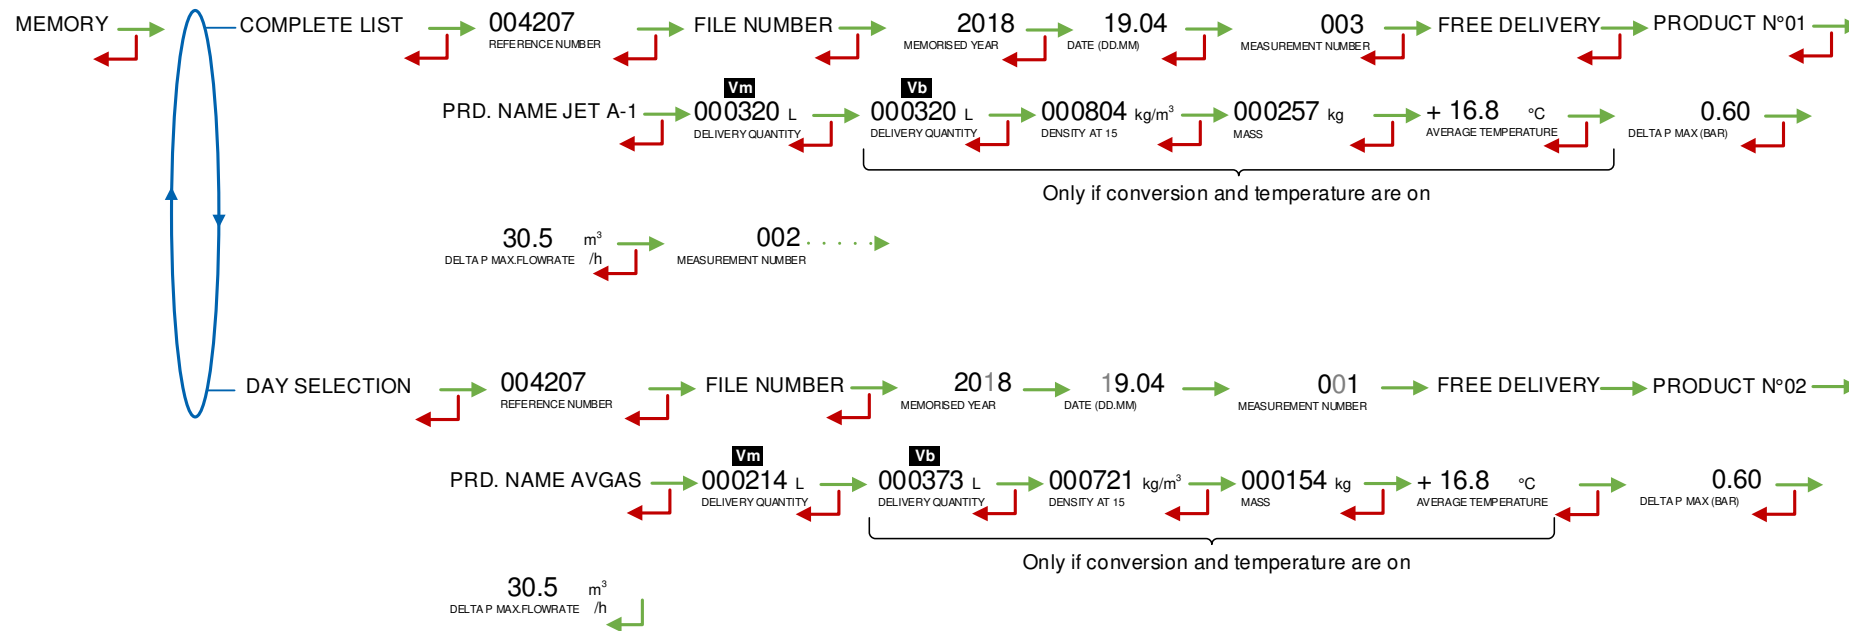 MEMORY
COMPLETE LIST
004207
REFERENCE NUMBER
FILE NUMBER
2018
MEMORISED YEAR
19.04
DATE (DD.MM)
003
MEASUREMENT NUMBER
FREE DELIVERY
PRODUCT N°01
PRD. NAME JET A-1
Vm
000320 L
DELIVERY QUANTITY
Vb
000320 L
DELIVERY QUANTITY
000804 kg/m³
DENSITY AT 15
000257 kg
MASS
+ 16.8 °C
AVERAGE TEMPERATURE
0.60
DELTA P MAX (BAR)
Only if conversion and temperature are on
30.5 m³/h
DELTA P MAX.FLOWRATE
002
MEASUREMENT NUMBER
DAY SELECTION
004207
REFERENCE NUMBER
FILE NUMBER
2018
MEMORISED YEAR
19.04
DATE (DD.MM)
001
MEASUREMENT NUMBER
FREE DELIVERY
PRODUCT N°02
PRD. NAME AVGAS
Vm
000214 L
DELIVERY QUANTITY
Vb
000373 L
DELIVERY QUANTITY
000721 kg/m³
DENSITY AT 15
000154 kg
MASS
+ 16.8 °C
AVERAGE TEMPERATURE
0.60
DELTA P MAX (BAR)
Only if conversion and temperature are on
30.5 m³/h
DELTA P MAX.FLOWRATE